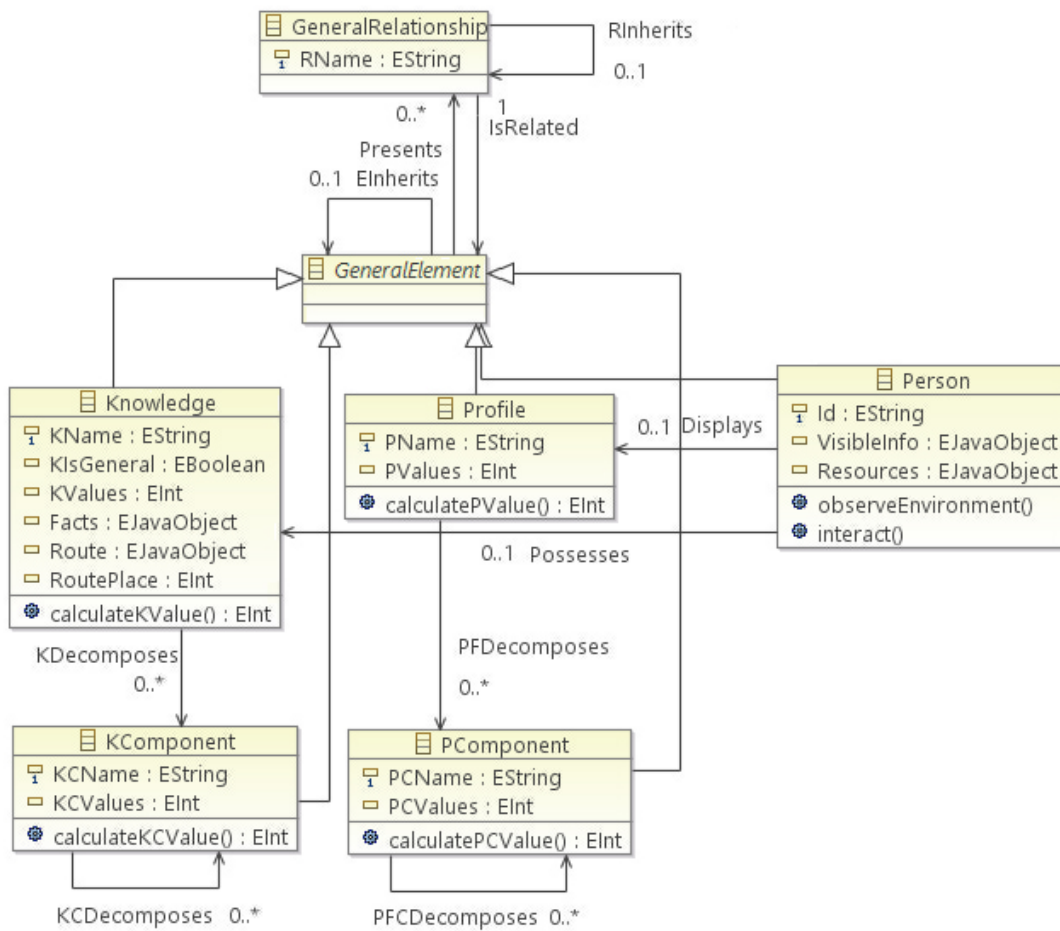 GeneralRelationship
RName : EString
RInherits
0..1
0..*
1
IsRelated
Presents
0..1 EInherits
GeneralElement
Knowledge
KName : EString
KIsGeneral : EBoolean
KValues : EInt
Facts : EJavaObject
Route : EJavaObject
RoutePlace : EInt
calculateKValue() : EInt
Profile
PName : EString
PValues : EInt
calculatePValue() : EInt
Person
Id : EString
VisibleInfo : EJavaObject
Resources : EJavaObject
observeEnvironment()
interact()
0..1 Displays
0..1 Possesses
KDecomposes
0..*
PFDecomposes
0..*
KComponent
KCName : EString
KCValues : EInt
calculateKCValue() : EInt
PComponent
PCName : EString
PCValues : EInt
calculatePCValue() : EInt
KCDecomposes 0..*
PFCDecomposes 0..*